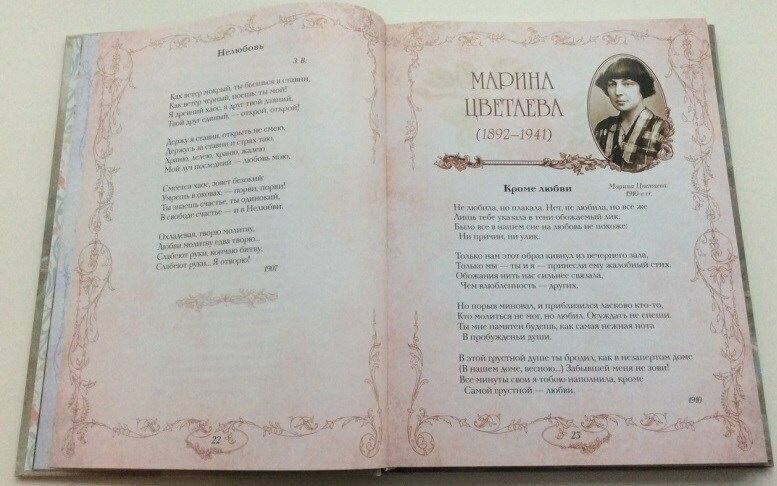 Нелюбовь
З. В.
Как ветер мокрый, ты бьешься в ставни,
Как ветер черный, поешь: ты мой!
Я древний хаос, я друг твой давний,
Твой друг единый, — открой, открой!
Держу я ставни, открыть не смею,
Держусь за ставни и страх таю,
Храню, лелею, храню, жалею
Мой луч последний — любовь мою,
Смеется хаос, зовет безокий:
Умрешь в оковах, — порви, порви!
Ты знаешь счастье, ты одинокий,
В свободе счастье — и в Нелюбви.
Охладевая, творю молитву,
Любви молитву едва творю...
Слабеют руки, кончаю битву,
Слабеют руки... Я отворю!
1907
22
МАРИНА
ЦВЕТАЕВА
(1892–1941)
Марина Цветаева.
1910-е гг.
Кроме любви
Не любила, но плакала. Нет, не любила, но все же
Лишь тебе указала в тени обожаемый лик.
Было все в нашем сне на любовь не похоже:
Ни причин, ни улик.
Только нам этот образ кивнул из вечернего зала,
Только мы — ты и я — принесли ему жалобный стих.
Обожания нить нас сильнее связала,
Чем влюбленность — других.
Но порыв миновал, и приблизился ласково кто-то,
Кто молиться не мог, но любил. Осуждать не спеши.
Ты мне памятен будешь, как самая нежная нота
В пробужденьи души.
В этой грустной душе ты бродил, как в незапертом доме
(В нашем доме, весною...) Забывшей меня не зови!
Все минуты свои я тобою наполнила, кроме
Самой грустной — любви.
1910
23